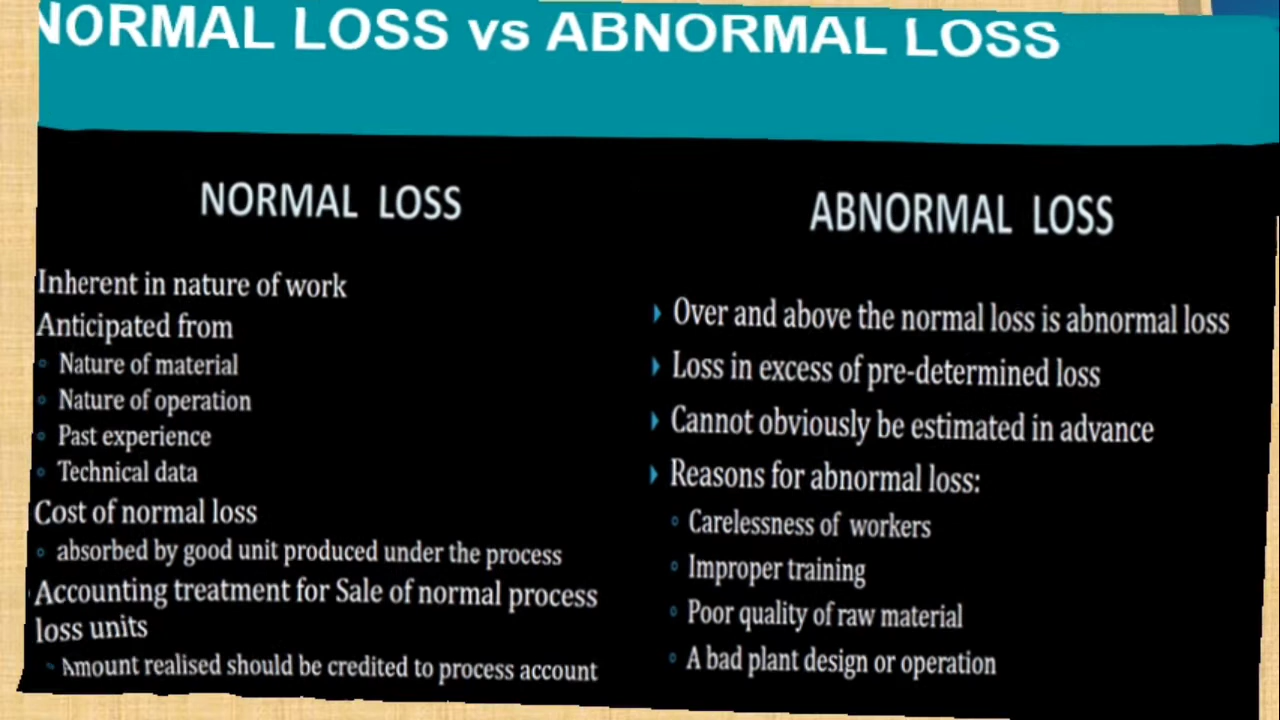 NORMAL LOSS vs ABNORMAL LOSS
NORMAL LOSS
Inherent in nature of work
Anticipated from
Nature of material
Nature of operation
Past experience
Technical data
Cost of normal loss
absorbed by good unit produced under the process
Accounting treatment for Sale of normal process
loss units
Amount realised should be credited to process account
ABNORMAL LOSS
Over and above the normal loss is abnormal loss
Loss in excess of pre-determined loss
Cannot obviously be estimated in advance
Reasons for abnormal loss:
Carelessness of workers
Improper training
Poor quality of raw material
A bad plant design or operation